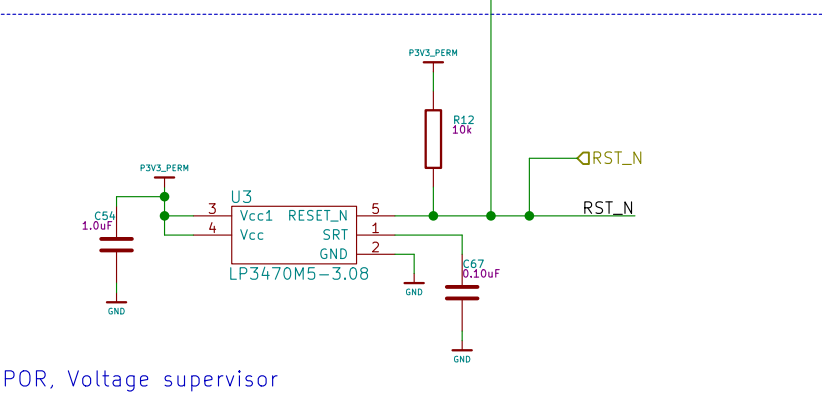 P3V3_PERM
R12
10k
RST_N
P3V3_PERM
U3
RST_N
C54
1.0uF
3
Vcc1
RESET_N
5
4
Vcc
SRT
1
GND
2
LP3470M5-3.08
C67
0.10uF
GND
GND
GND
POR, Voltage supervisor